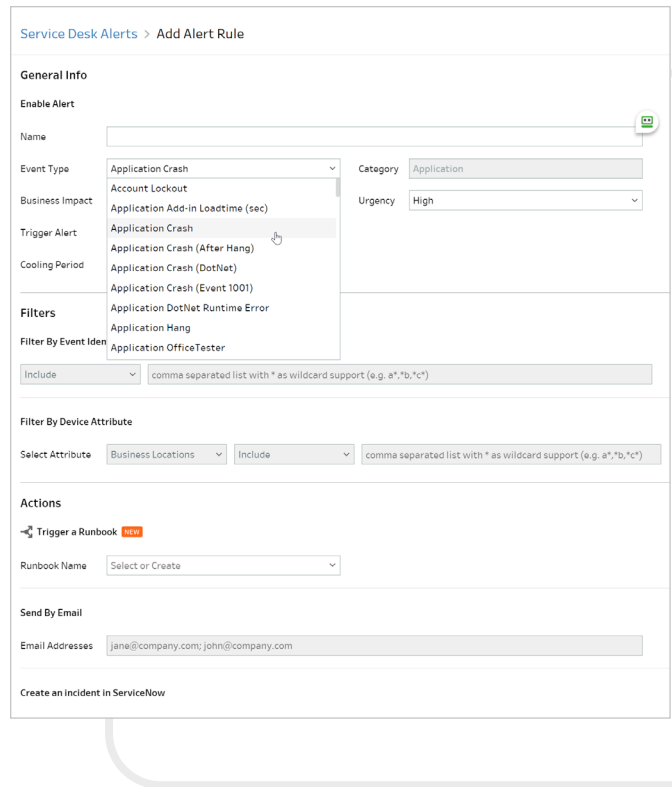 Service Desk Alerts > Add Alert Rule
General Info
Enable Alert
Name
Event Type Application Crash Category Application
Account Lockout
Business Impact Application Add-in Loadtime (sec) Urgency High
Application Crash
Trigger Alert
Application Crash (After Hang)
Cooling Period Application Crash (DotNet)
Application Crash (Event 1001)
Filters Application DotNet Runtime Error
Application Hang
Filter By Event Iden Application OfficeTester
Include comma separated list with * as wildcard support (e.g. a*,*b,*c*)
Filter By Device Attribute
Select Attribute Business Locations Include comma separated list with * as wildcard support (e.g. a*,*b,*c*)
Actions
Trigger a Runbook NEW
Runbook Name Select or Create
Send By Email
Email Addresses jane@company.com; john@company.com
Create an incident in ServiceNow